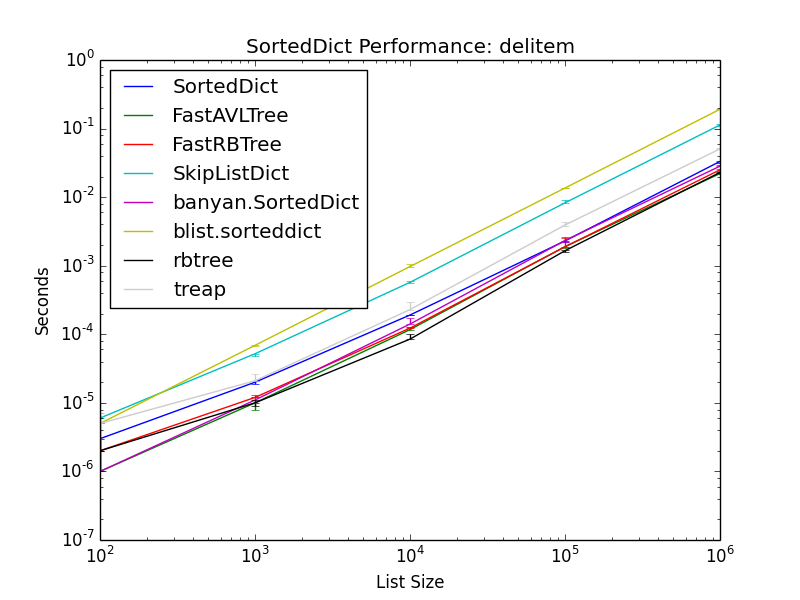 SortedDict Performance: delitem
10^0
10^-1
10^-2
10^-3
10^-4
10^-5
10^-6
10^-7
Seconds
SortedDict
FastAVLTree
FastRBTree
SkipListDict
banyan.SortedDict
blist.sorteddict
rbtree
treap
10^2 10^3 10^4 10^5 10^6
List Size